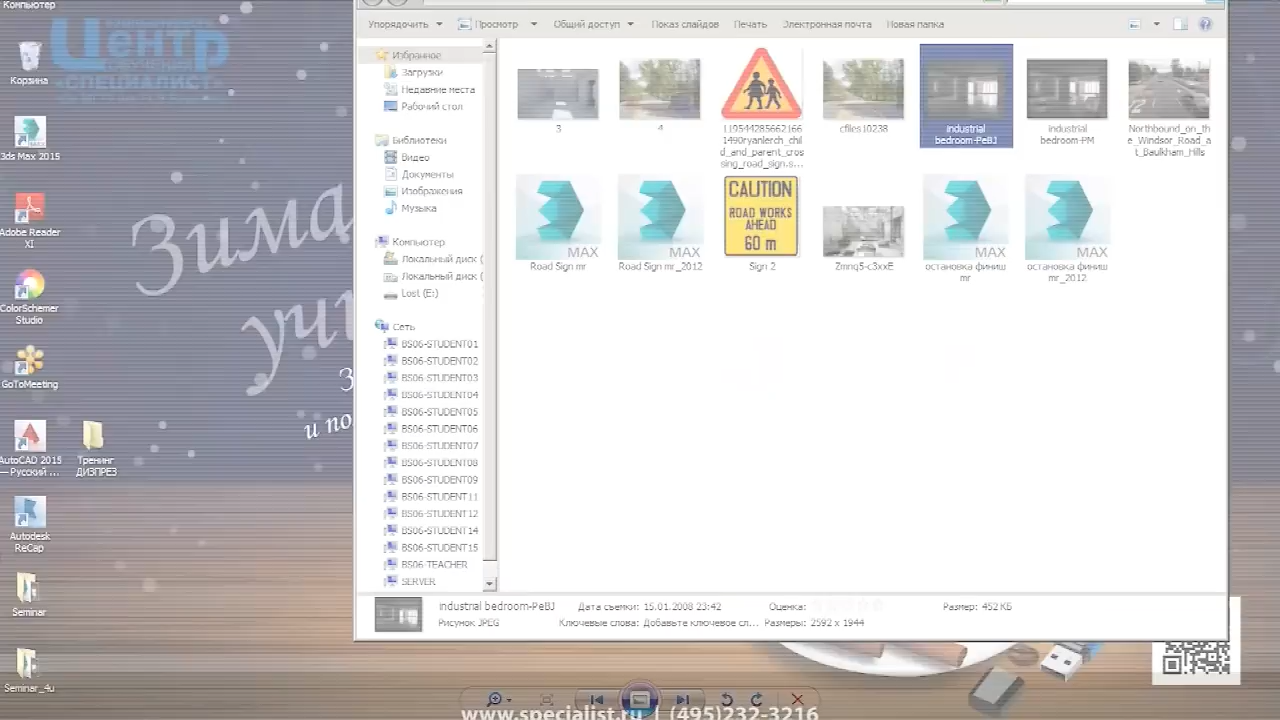 Компьютер
Центр
ОБУЧЕНИЯ
«СПЕЦИАЛИСТ»
Корзина
3ds Max 2015
Adobe Reader
XI
ColorSchemer
Studio
GoToMeeting
AutoCAD 2015
— Русский ...
Тренинг
ДИЗПРЕЗ
Autodesk
ReCap
Seminar
Seminar_4u
Зима
учи
З
и по
Упорядочить
Просмотр
Общий доступ
Показ слайдов
Печать
Электронная почта
Новая папка
Избранное
Загрузки
Недавние места
Рабочий стол
Библиотеки
Видео
Документы
Изображения
Музыка
Компьютер
Локальный диск (
Локальный диск (
Lost (E:)
Сеть
BS06-STUDENT01
BS06-STUDENT02
BS06-STUDENT03
BS06-STUDENT04
BS06-STUDENT05
BS06-STUDENT06
BS06-STUDENT07
BS06-STUDENT08
BS06-STUDENT09
BS06-STUDENT11
BS06-STUDENT12
BS06-STUDENT14
BS06-STUDENT15
BS06-TEACHER
SERVER
3
4
119544285662166
1490ryanlerch_chil
d_and_parent_cros
sing_road_sign.s...
cfiles10238
industrial
bedroom-PeBJ
industrial
bedroom-PM
Northbound_on_th
e_Windsor_Road_a
t_Baulkham_Hills
MAX
Road Sign mr
MAX
Road Sign mr_2012
CAUTION
ROAD WORKS
AHEAD
60 m
Sign 2
2mnq5-c3xxE
MAX
остановка финиш
mr
MAX
остановка финиш
mr_2012
industrial bedroom-PeBJ
Дата съемки: 15.01.2008 23:42
Оценка:
Размер: 452 КБ
Рисунок JPEG
Ключевые слова: Добавьте ключевое сл...
Размеры: 2592 x 1944
www.specialist.ru | (495)232-3216